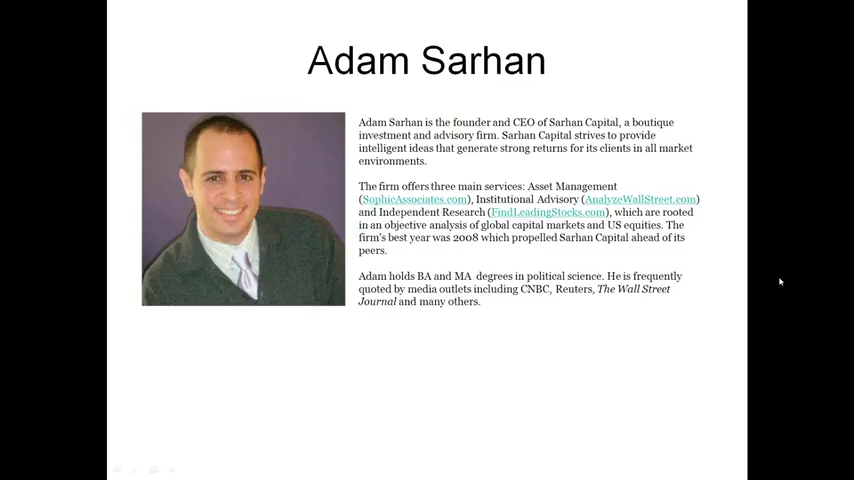 Adam Sarhan
Adam Sarhan is the founder and CEO of Sarhan Capital, a boutique
investment and advisory firm. Sarhan Capital strives to provide
intelligent ideas that generate strong returns for its clients in all market
environments.
The firm offers three main services: Asset Management
(SophicAssociates.com), Institutional Advisory (AnalyzeWallStreet.com)
and Independent Research (FindLeadingStocks.com), which are rooted
in an objective analysis of global capital markets and US equities. The
firm's best year was 2008 which propelled Sarhan Capital ahead of its
peers.
Adam holds BA and MA degrees in political science. He is frequently
quoted by media outlets including CNBC, Reuters, The Wall Street
Journal and many others.